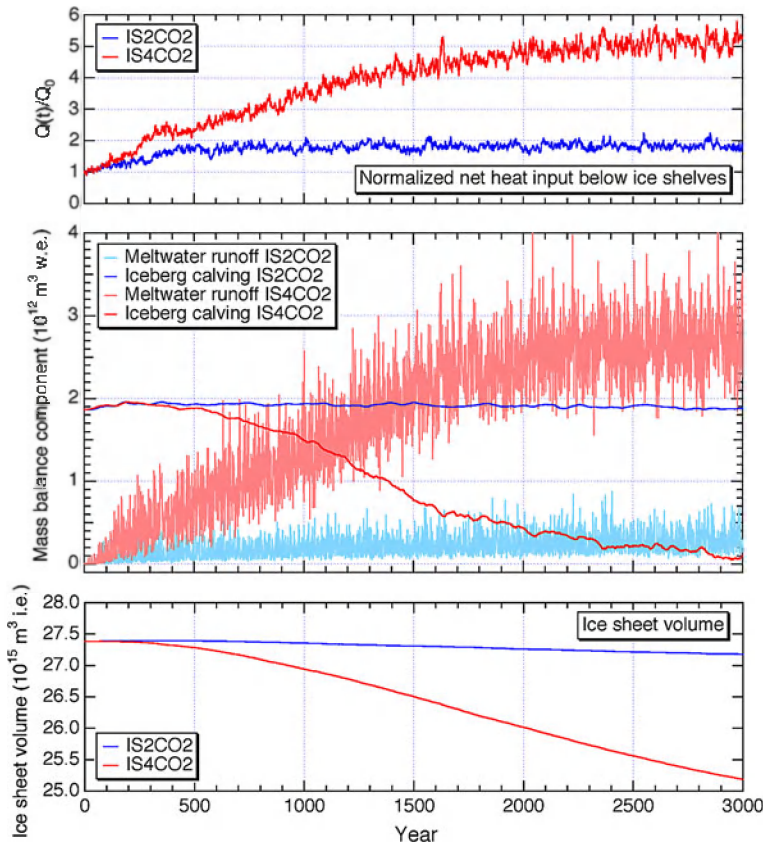 6
5
4
3
2
1
0
Q(t)/Q0
IS2CO2
IS4CO2
Normalized net heat input below ice shelves
4
3
2
1
0
Mass balance component (10^12 m^3 w.e.)
Meltwater runoff IS2CO2
Iceberg calving IS2CO2
Meltwater runoff IS4CO2
Iceberg calving IS4CO2
28.0
27.5
27.0
26.5
26.0
25.5
25.0
Ice sheet volume (10^15 m^3 i.e.)
Ice sheet volume
IS2CO2
IS4CO2
0 500 1000 1500 2000 2500 3000
Year